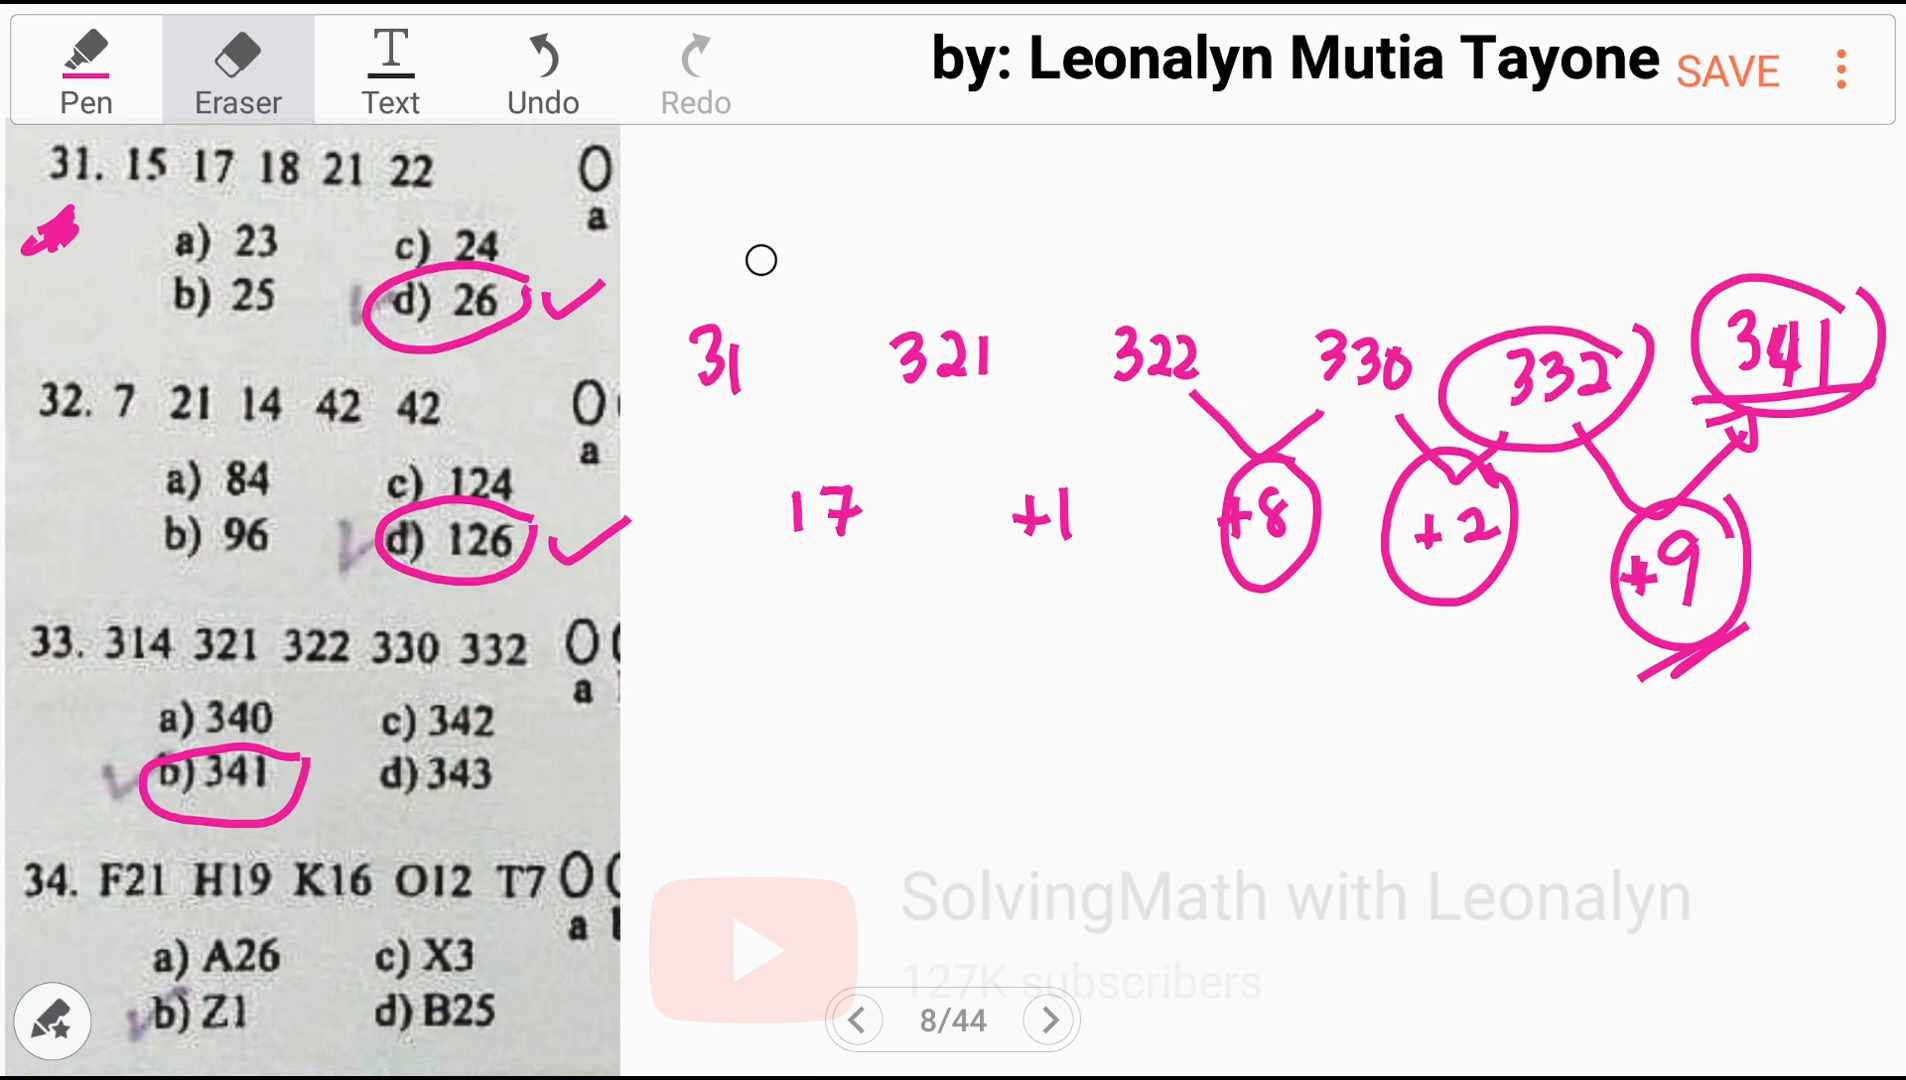 Pen Eraser Text Undo Redo by: Leonalyn Mutia Tayone SAVE
31. 15 17 18 21 22 O
a
a) 23 c) 24
b) 25 d) 26
31 321 322 330 332 341
32. 7 21 14 42 42 O
a
a) 84 c) 124
b) 96 d) 126
17 +1 +8 +2 +9
33. 314 321 322 330 332 O
a
a) 340 c) 342
b) 341 d) 343
34. F21 H19 K16 O12 T7 O
a
a) A26 c) X3
b) Z1 d) B25
SolvingMath with Leonalyn
127K subscribers
8/44